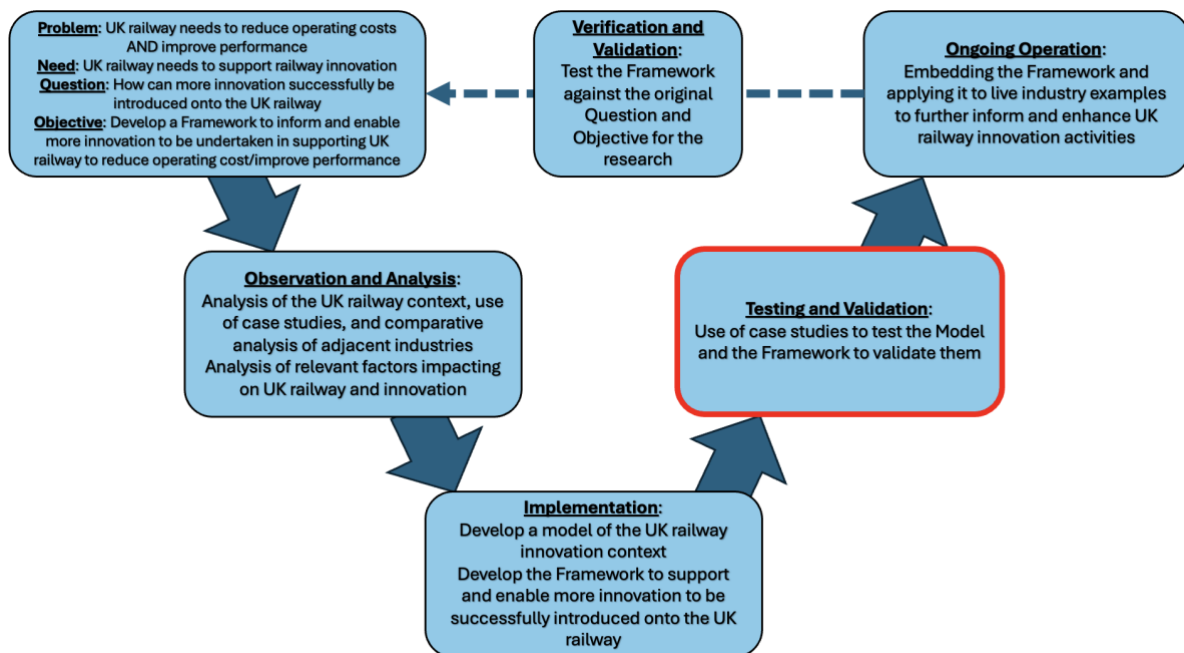 Problem: UK railway needs to reduce operating costs
AND improve performance
Need: UK railway needs to support railway innovation
Question: How can more innovation successfully be
introduced onto the UK railway
Objective: Develop a Framework to inform and enable
more innovation to be undertaken in supporting UK
railway to reduce operating cost/improve performance
Verification and
Validation:
Test the Framework
against the original
Question and
Objective for the
research
Ongoing Operation:
Embedding the Framework and
applying it to live industry examples
to further inform and enhance UK
railway innovation activities
Observation and Analysis:
Analysis of the UK railway context, use
of case studies, and comparative
analysis of adjacent industries
Analysis of relevant factors impacting
on UK railway and innovation
Testing and Validation:
Use of case studies to test the Model
and the Framework to validate them
Implementation:
Develop a model of the UK railway
innovation context
Develop the Framework to support
and enable more innovation to be
successfully introduced onto the UK
railway